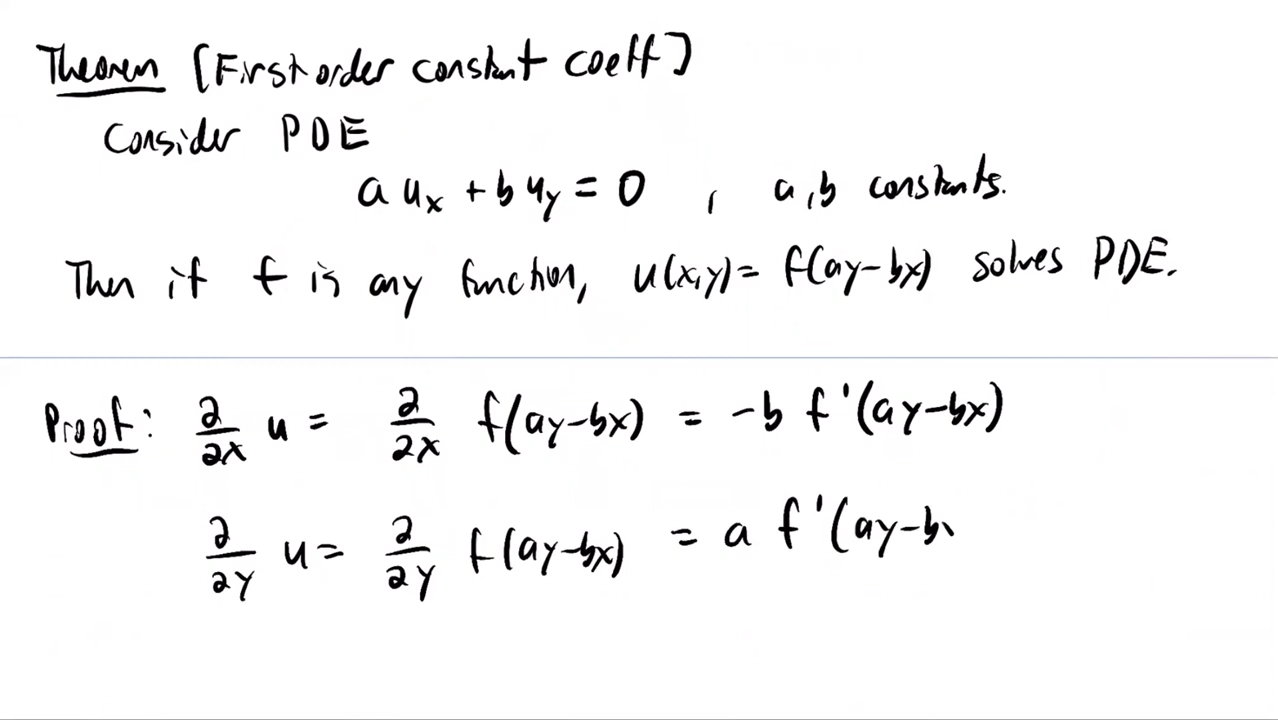 Theorem [First order constant coeff]
Consider PDE
a u_x + b u_y = 0 , a, b constants.
Then if f is any function, u(x,y) = f(ay-bx) solves PDE.
Proof: ∂/∂x u = ∂/∂x f(ay-bx) = -b f'(ay-bx)
∂/∂y u = ∂/∂y f(ay-bx) = a f'(ay-b